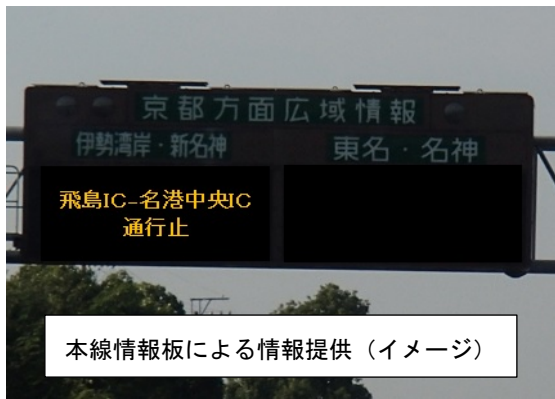 京都方面広域情報
伊勢湾岸・新名神
東名・名神
飛島IC-名港中央IC
通行止
本線情報板による情報提供（イメージ）